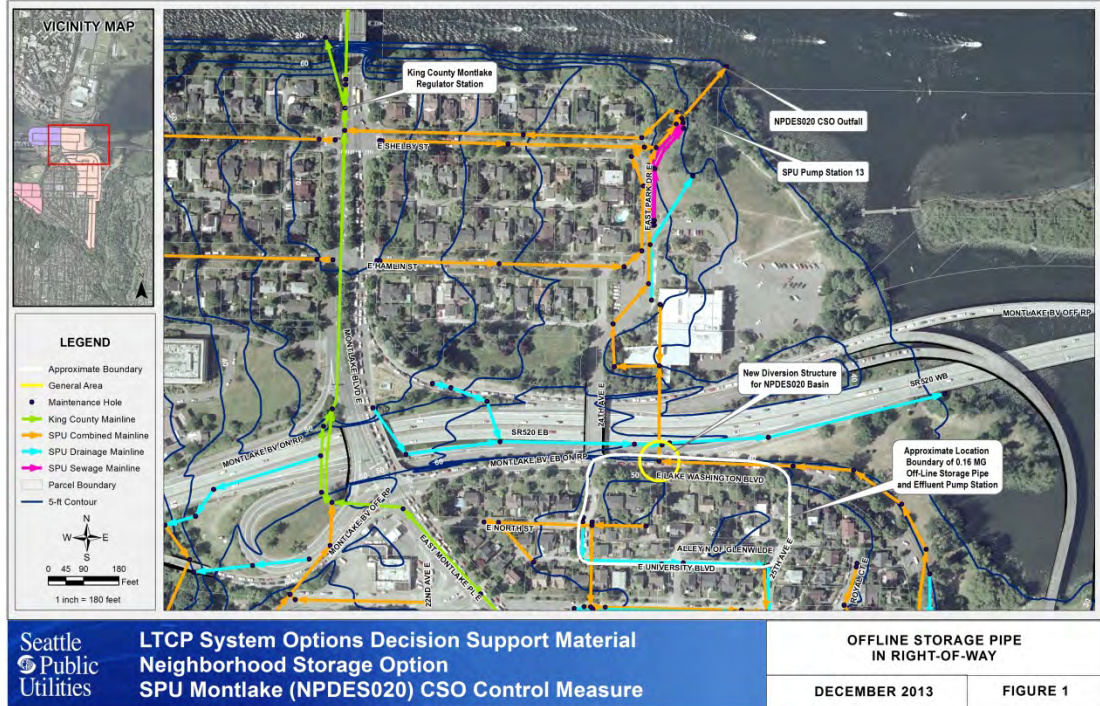 VICINITY MAP
N
LEGEND
Approximate Boundary
General Area
Maintenance Hole
King County Mainline
SPU Combined Mainline
SPU Drainage Mainline
SPU Sewage Mainline
Parcel Boundary
5-ft Contour
N
W E
S
0 45 90 180
Feet
1 inch = 180 feet
20
60
King County Montlake
Regulator Station
NPDES020 CSO Outfall
SPU Pump Station 13
E SHELBY ST
EAST PARK DR E
E HAMLIN ST
MONTLAKE BLVD E
MONTLAKE BV OFF RP
New Diversion Structure
for NPDES020 Basin
24TH AVE E
SR520 WB
SR520 EB
MONTLAKE BV ON RP
MONTLAKE BV EB ON RP
50
E LAKE WASHINGTON BLVD
Approximate Location
Boundary of 0.16 MG
Off-Line Storage Pipe
and Effluent Pump Station
MONTLAKE BV OFF RP
E NORTH ST
ALLEY N OF GLENWILDE
E UNIVERSITY BLVD
25TH AVE E
EAST MONTLAKE PL E
22ND AVE E
ROYAL CT E
Seattle
Public
Utilities
LTCP System Options Decision Support Material
Neighborhood Storage Option
SPU Montlake (NPDES020) CSO Control Measure
OFFLINE STORAGE PIPE
IN RIGHT-OF-WAY
DECEMBER 2013
FIGURE 1